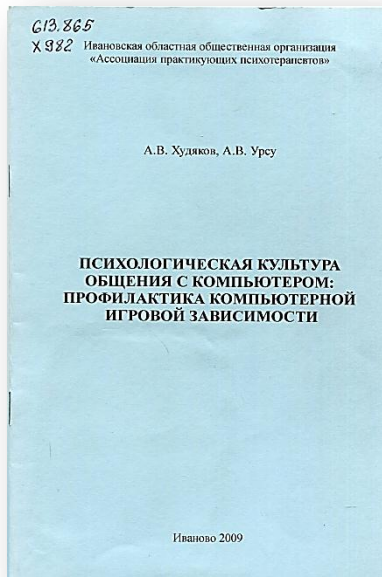 613.865
Х982 Ивановская областная общественная организация
«Ассоциация практикующих психотерапевтов»
А.В. Худяков, А.В. Урсу
ПСИХОЛОГИЧЕСКАЯ КУЛЬТУРА
ОБЩЕНИЯ С КОМПЬЮТЕРОМ:
ПРОФИЛАКТИКА КОМПЬЮТЕРНОЙ
ИГРОВОЙ ЗАВИСИМОСТИ
Иваново 2009